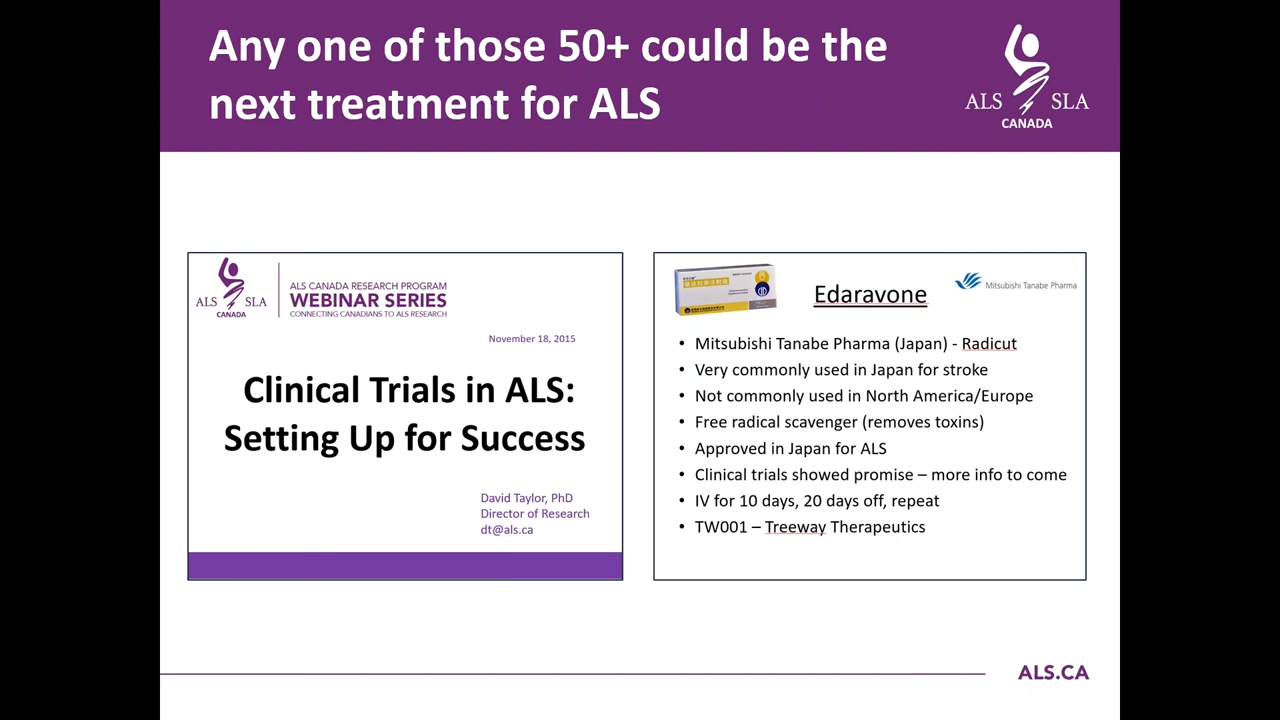 Any one of those 50+ could be the
next treatment for ALS
ALS SLA
CANADA
ALS SLA
CANADA
ALS CANADA RESEARCH PROGRAM
WEBINAR SERIES
CONNECTING CANADIANS TO ALS RESEARCH
November 18, 2015
Clinical Trials in ALS:
Setting Up for Success
David Taylor, PhD
Director of Research
dt@als.ca
Edaravone
Mitsubishi Tanabe Pharma
• Mitsubishi Tanabe Pharma (Japan) - Radicut
• Very commonly used in Japan for stroke
• Not commonly used in North America/Europe
• Free radical scavenger (removes toxins)
• Approved in Japan for ALS
• Clinical trials showed promise – more info to come
• IV for 10 days, 20 days off, repeat
• TW001 – Treeway Therapeutics
ALS.CA